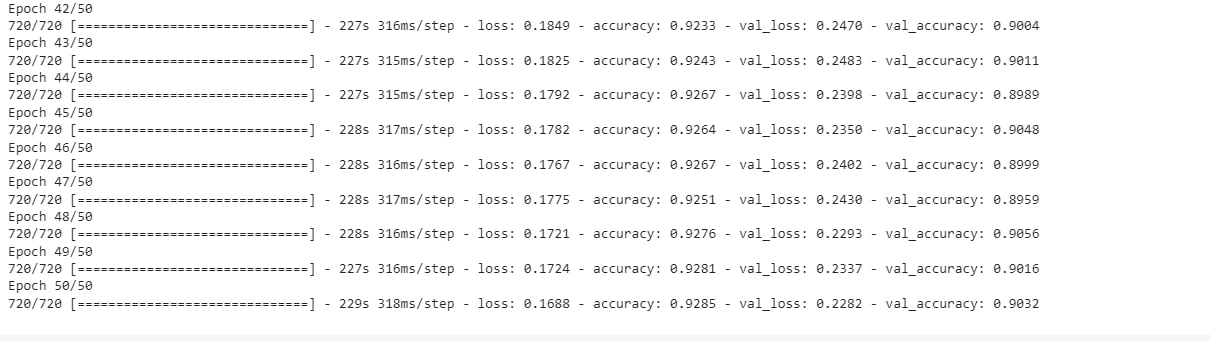 Epoch 42/50
720/720 [==============================] - 227s 316ms/step - loss: 0.1849 - accuracy: 0.9233 - val_loss: 0.2470 - val_accuracy: 0.9004
Epoch 43/50
720/720 [==============================] - 227s 315ms/step - loss: 0.1825 - accuracy: 0.9243 - val_loss: 0.2483 - val_accuracy: 0.9011
Epoch 44/50
720/720 [==============================] - 227s 315ms/step - loss: 0.1792 - accuracy: 0.9267 - val_loss: 0.2398 - val_accuracy: 0.8989
Epoch 45/50
720/720 [==============================] - 228s 317ms/step - loss: 0.1782 - accuracy: 0.9264 - val_loss: 0.2350 - val_accuracy: 0.9048
Epoch 46/50
720/720 [==============================] - 228s 316ms/step - loss: 0.1767 - accuracy: 0.9267 - val_loss: 0.2402 - val_accuracy: 0.8999
Epoch 47/50
720/720 [==============================] - 228s 317ms/step - loss: 0.1775 - accuracy: 0.9251 - val_loss: 0.2430 - val_accuracy: 0.8959
Epoch 48/50
720/720 [==============================] - 228s 316ms/step - loss: 0.1721 - accuracy: 0.9276 - val_loss: 0.2293 - val_accuracy: 0.9056
Epoch 49/50
720/720 [==============================] - 227s 316ms/step - loss: 0.1724 - accuracy: 0.9281 - val_loss: 0.2337 - val_accuracy: 0.9016
Epoch 50/50
720/720 [==============================] - 229s 318ms/step - loss: 0.1688 - accuracy: 0.9285 - val_loss: 0.2282 - val_accuracy: 0.9032